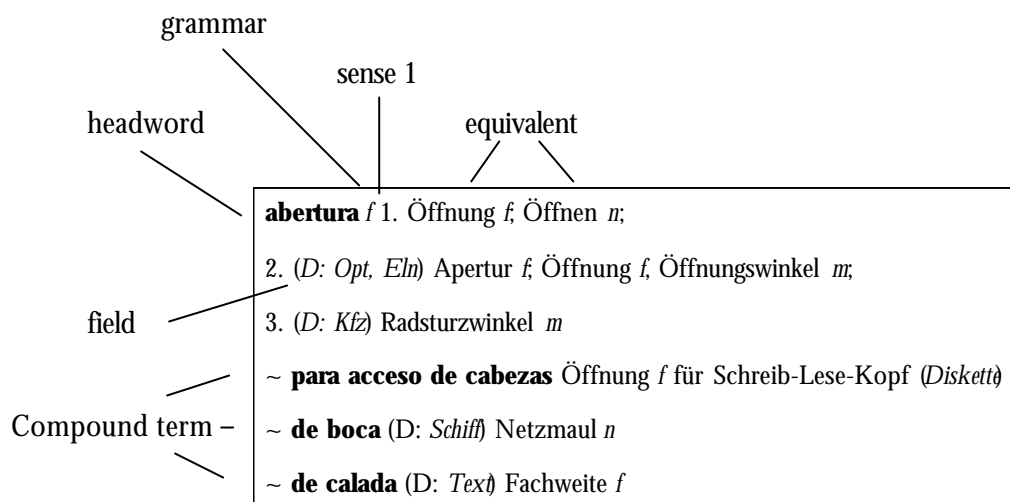 grammar
sense 1
headword
equivalent
abertura f 1. Öffnung f; Öffnen n;
2. (D: Opt, Eln) Apertur f; Öffnung f, Öffnungswinkel m;
field
3. (D: Kfz) Radsturzwinkel m
~ para acceso de cabezas Öffnung f für Schreib-Lese-Kopf (Diskette)
Compound term –
~ de boca (D: Schiff) Netzmaul n
~ de calada (D: Text) Fachweite f